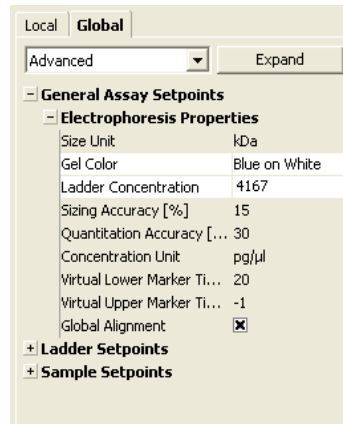 Local Global
Advanced Expand
General Assay Setpoints
Electrophoresis Properties
Size Unit kDa
Gel Color Blue on White
Ladder Concentration 4167
Sizing Accuracy [%] 15
Quantitation Accuracy [... 30
Concentration Unit pg/µl
Virtual Lower Marker Ti... 20
Virtual Upper Marker Ti... -1
Global Alignment
Ladder Setpoints
Sample Setpoints